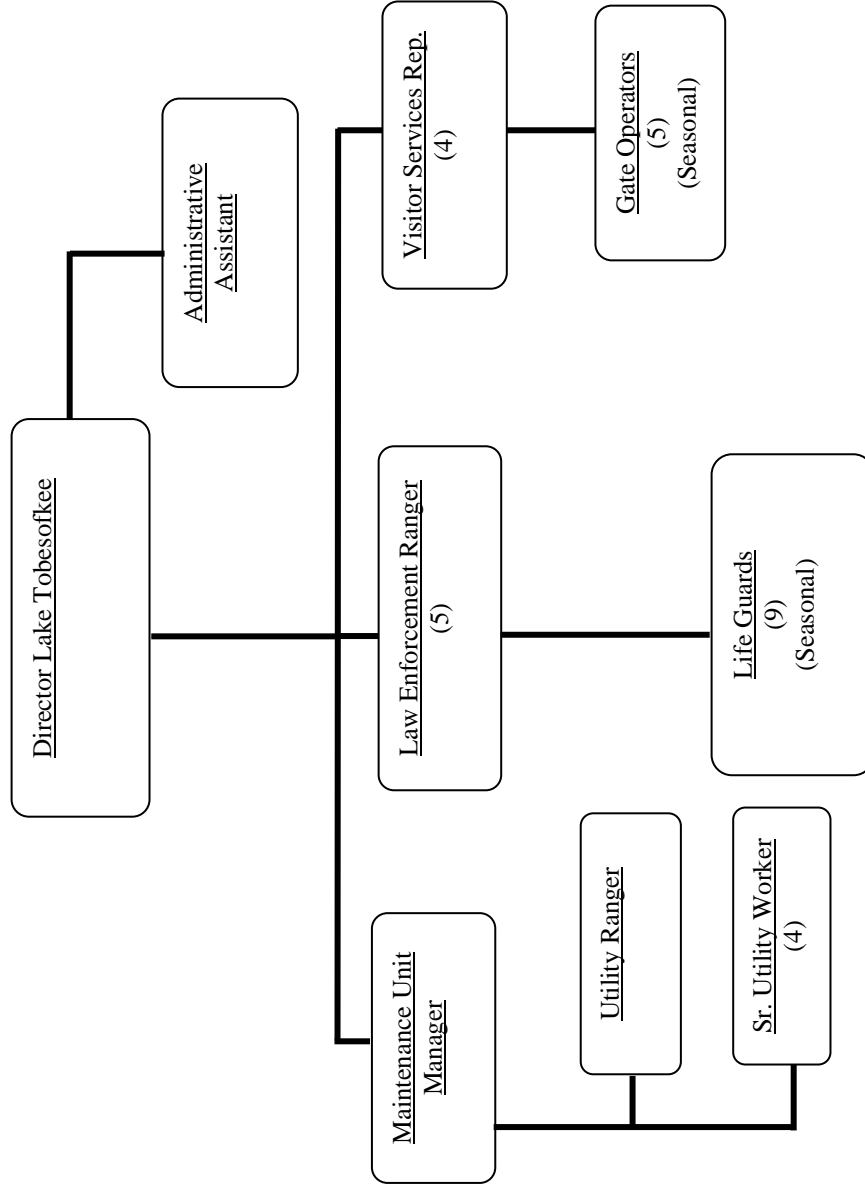 Director Lake Tobesofkee
Administrative
Assistant
Maintenance Unit
Manager
Law Enforcement Ranger
(5)
Visitor Services Rep.
(4)
Utility Ranger
Gate Operators
(5)
(Seasonal)
Sr. Utility Worker
(4)
Life Guards
(9)
(Seasonal)